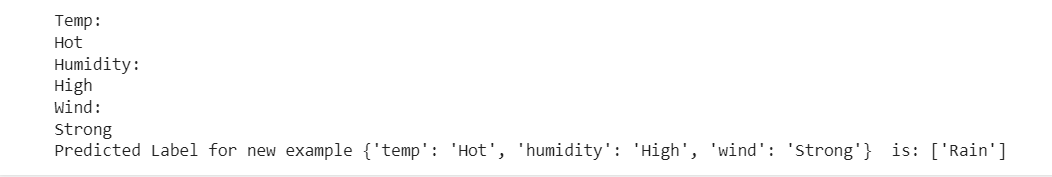 Temp:
Hot
Humidity:
High
Wind:
Strong
Predicted Label for new example {'temp': 'Hot', 'humidity': 'High', 'wind': 'Strong'}  is: ['Rain']